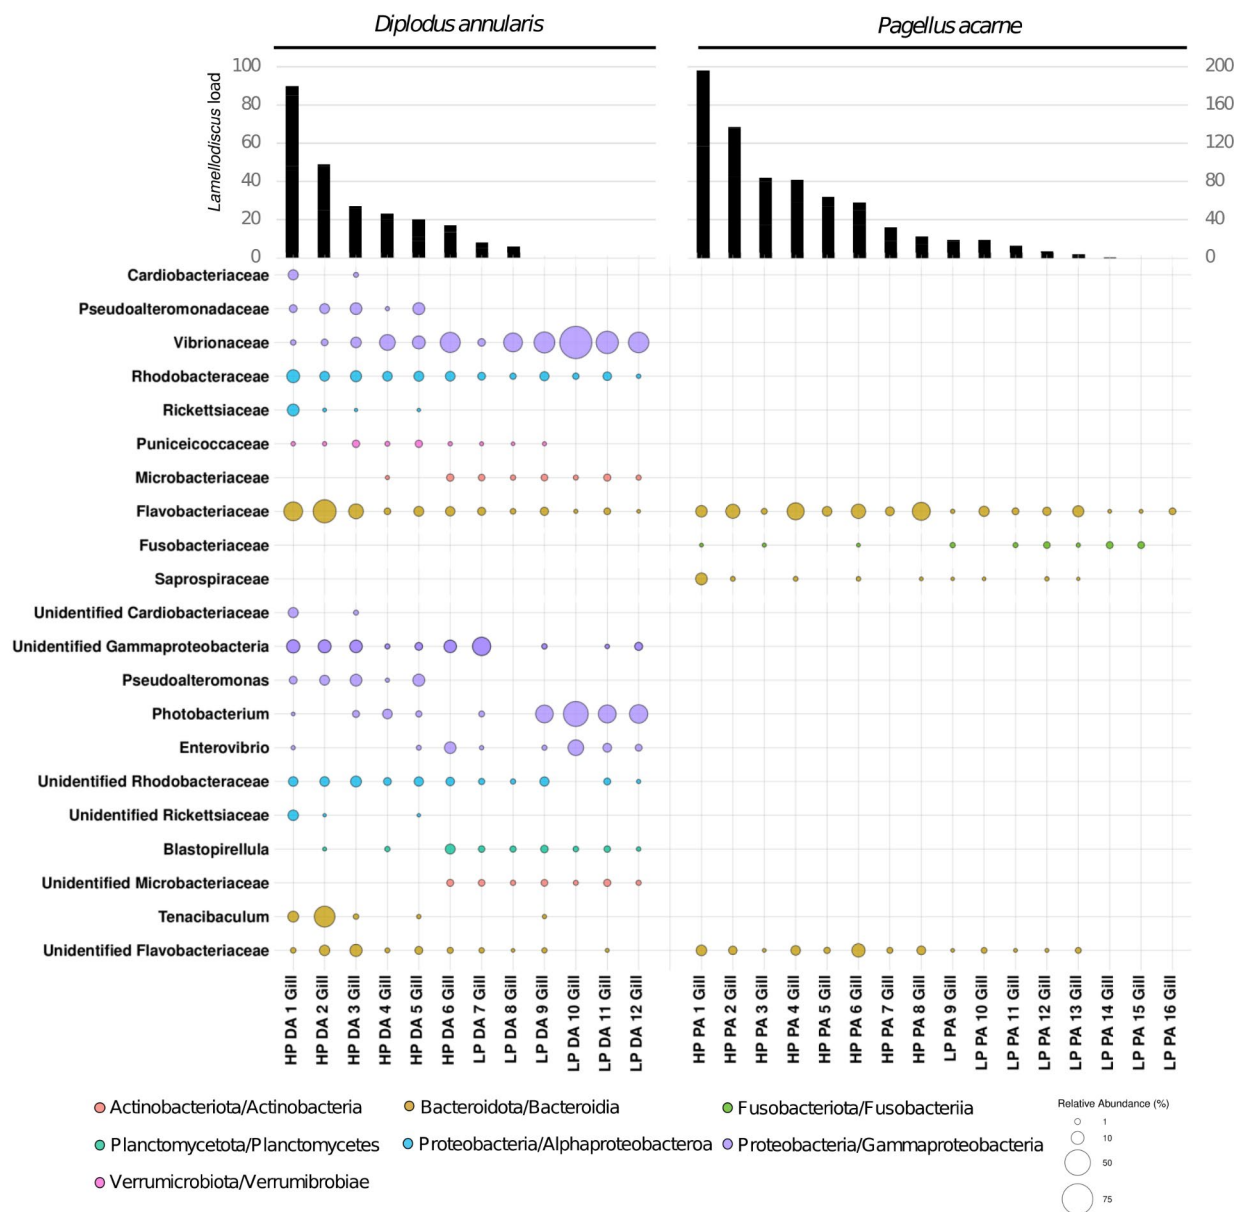 Diplodus annularis
Pagellus acarne
Lamellodiscus load
100
80
60
40
20
0
200
160
120
80
40
0
Cardiobacteriaceae
Pseudoalteromonadaceae
Vibrionaceae
Rhodobacteraceae
Rickettsiaceae
Puniceicoccaceae
Microbacteriaceae
Flavobacteriaceae
Fusobacteriaceae
Saprospiraceae
Unidentified Cardiobacteriaceae
Unidentified Gammaproteobacteria
Pseudoalteromonas
Photobacterium
Enterovibrio
Unidentified Rhodobacteraceae
Unidentified Rickettsiaceae
Blastopirellula
Unidentified Microbacteriaceae
Tenacibaculum
Unidentified Flavobacteriaceae
HP DA 1 Gill
HP DA 2 Gill
HP DA 3 Gill
HP DA 4 Gill
HP DA 5 Gill
HP DA 6 Gill
LP DA 7 Gill
LP DA 8 Gill
LP DA 9 Gill
LP DA 10 Gill
LP DA 11 Gill
LP DA 12 Gill
HP PA 1 Gill
HP PA 2 Gill
HP PA 3 Gill
HP PA 4 Gill
HP PA 5 Gill
HP PA 6 Gill
HP PA 7 Gill
HP PA 8 Gill
LP PA 9 Gill
LP PA 10 Gill
LP PA 11 Gill
LP PA 12 Gill
LP PA 13 Gill
LP PA 14 Gill
LP PA 15 Gill
LP PA 16 Gill
Actinobacteriota/Actinobacteria
Bacteroidota/Bacteroidia
Fusobacteriota/Fusobacteriia
Planctomycetota/Planctomycetes
Proteobacteria/Alphaproteobacteroa
Proteobacteria/Gammaproteobacteria
Verrumicrobiota/Verrumibrobiae
Relative Abundance (%)
1
10
50
75